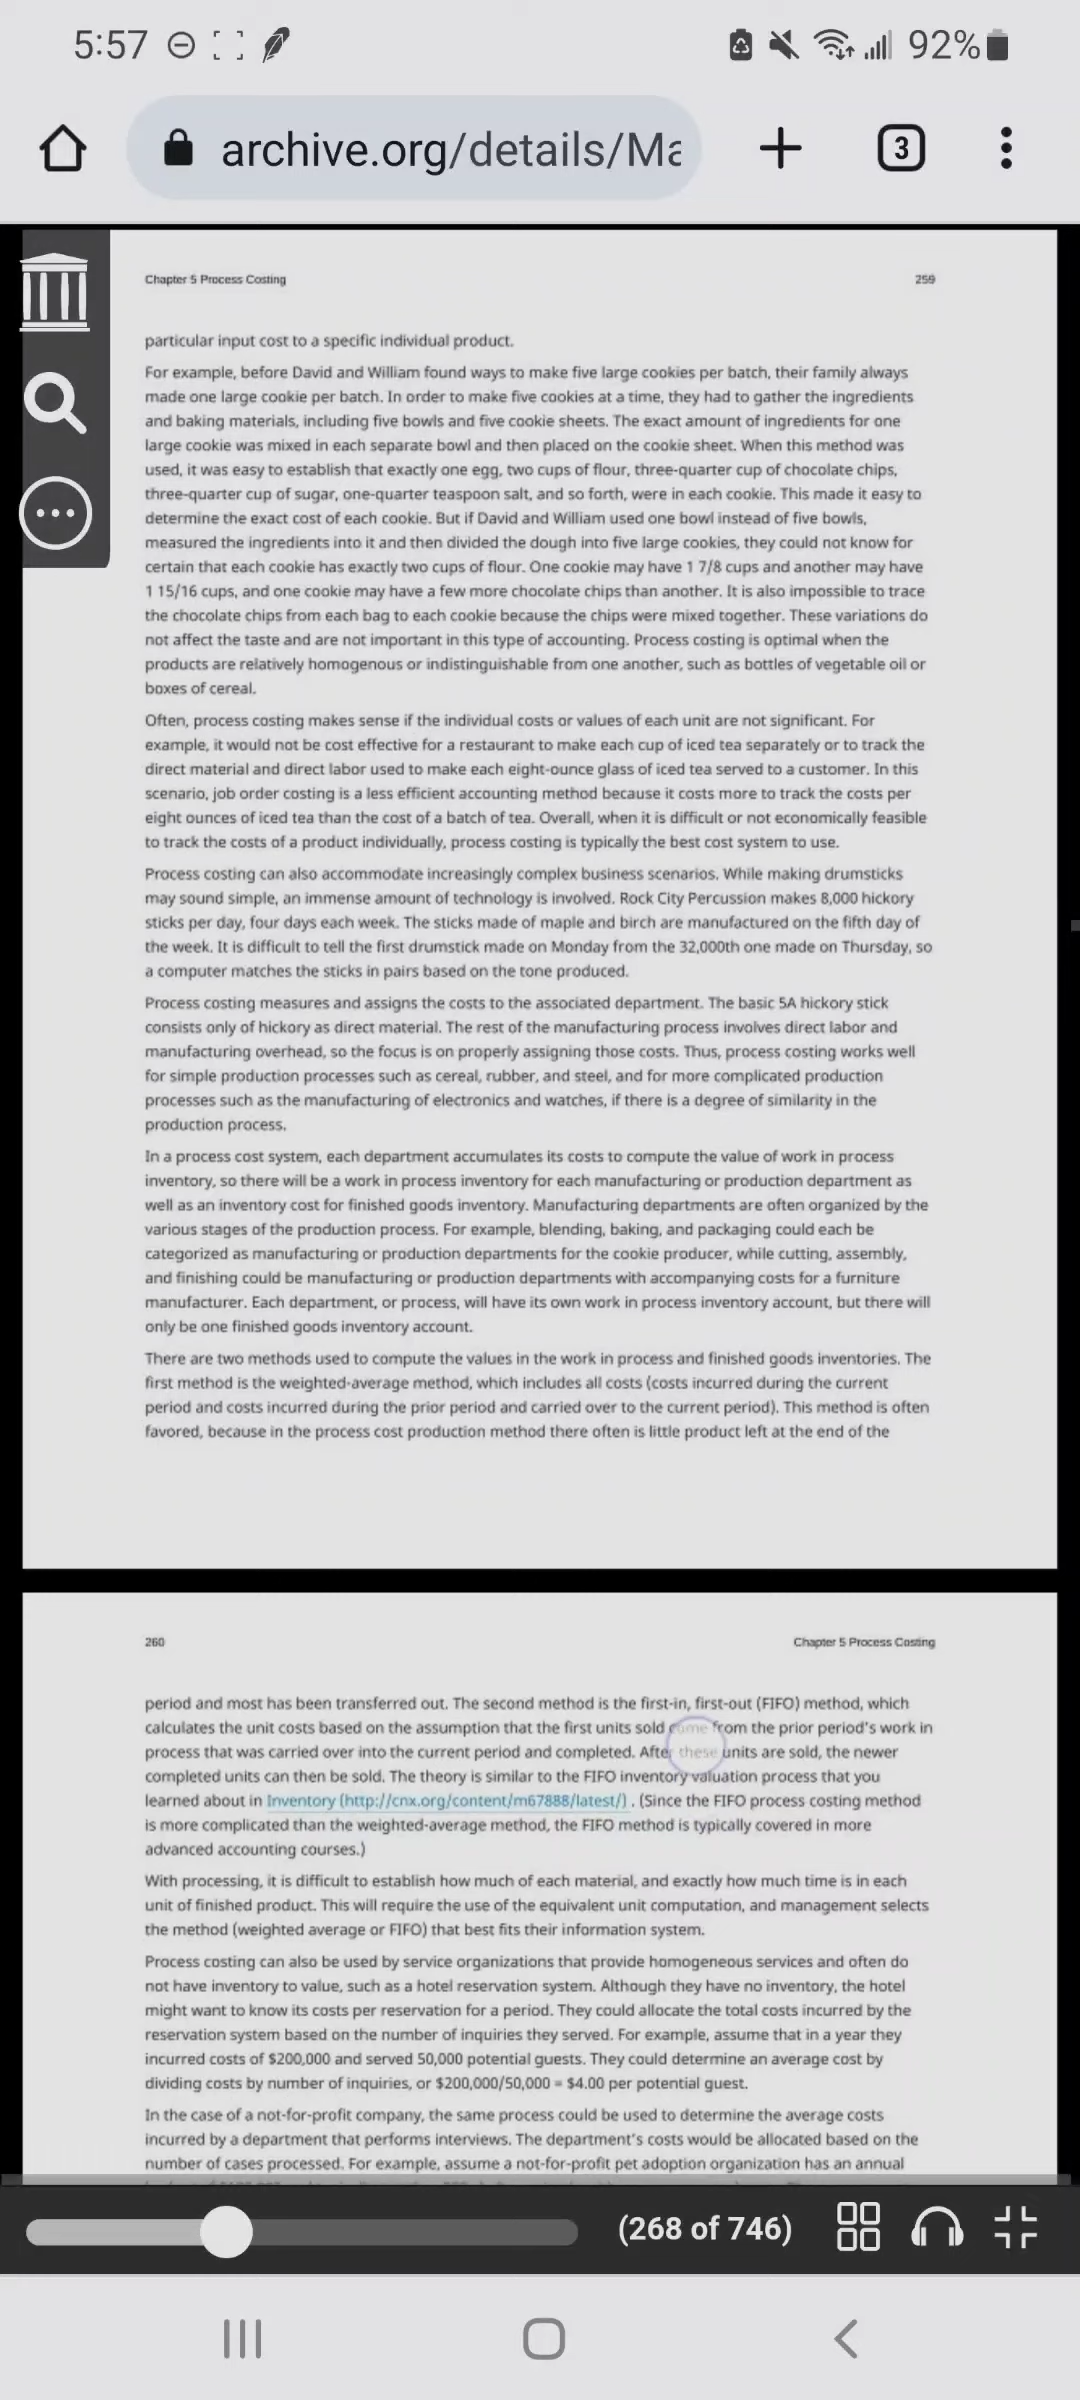 5:57
92%
archive.org/details/Ma
3
Chapter 5 Process Costing
259
particular input cost to a specific individual product.
For example, before David and William found ways to make five large cookies per batch, their family always
made one large cookie per batch. In order to make five cookies at a time, they had to gather the ingredients
and baking materials, including five bowls and five cookie sheets. The exact amount of ingredients for one
large cookie was mixed in each separate bowl and then placed on the cookie sheet. When this method was
used, it was easy to establish that exactly one egg, two cups of flour, three-quarter cup of chocolate chips,
three-quarter cup of sugar, one-quarter teaspoon salt, and so forth, were in each cookie. This made it easy to
determine the exact cost of each cookie. But if David and William used one bowl instead of five bowls,
measured the ingredients into it and then divided the dough into five large cookies, they could not know for
certain that each cookie has exactly two cups of flour. One cookie may have 1 7/8 cups and another may have
1 15/16 cups, and one cookie may have a few more chocolate chips than another. It is also impossible to trace
the chocolate chips from each bag to each cookie because the chips were mixed together. These variations do
not affect the taste and are not important in this type of accounting. Process costing is optimal when the
products are relatively homogenous or indistinguishable from one another, such as bottles of vegetable oil or
boxes of cereal.
Often, process costing makes sense if the individual costs or values of each unit are not significant. For
example, it would not be cost effective for a restaurant to make each cup of iced tea separately or to track the
direct material and direct labor used to make each eight-ounce glass of iced tea served to a customer. In this
scenario, job order costing is a less efficient accounting method because it costs more to track the costs per
eight ounces of iced tea than the cost of a batch of tea. Overall, when it is difficult or not economically feasible
to track the costs of a product individually, process costing is typically the best cost system to use.
Process costing can also accommodate increasingly complex business scenarios. While making drumsticks
may sound simple, an immense amount of technology is involved. Rock City Percussion makes 8,000 hickory
sticks per day, four days each week. The sticks made of maple and birch are manufactured on the fifth day of
the week. It is difficult to tell the first drumstick made on Monday from the 32,000th one made on Thursday, so
a computer matches the sticks in pairs based on the tone produced.
Process costing measures and assigns the costs to the associated department. The basic 5A hickory stick
consists only of hickory as direct material. The rest of the manufacturing process involves direct labor and
manufacturing overhead, so the focus is on properly assigning those costs. Thus, process costing works well
for simple production processes such as cereal, rubber, and steel, and for more complicated production
processes such as the manufacturing of electronics and watches, if there is a degree of similarity in the
production process.
In a process cost system, each department accumulates its costs to compute the value of work in process
inventory, so there will be a work in process inventory for each manufacturing or production department as
well as an inventory cost for finished goods inventory. Manufacturing departments are often organized by the
various stages of the production process. For example, blending, baking, and packaging could each be
categorized as manufacturing or production departments for the cookie producer, while cutting, assembly,
and finishing could be manufacturing or production departments with accompanying costs for a furniture
manufacturer. Each department, or process, will have its own work in process inventory account, but there will
only be one finished goods inventory account.
There are two methods used to compute the values in the work in process and finished goods inventories. The
first method is the weighted-average method, which includes all costs (costs incurred during the current
period and costs incurred during the prior period and carried over to the current period). This method is often
favored, because in the process cost production method there often is little product left at the end of the
260
Chapter 5 Process Costing
period and most has been transferred out. The second method is the first-in, first-out (FIFO) method, which
calculates the unit costs based on the assumption that the first units sold come from the prior period's work in
process that was carried over into the current period and completed. After these units are sold, the newer
completed units can then be sold. The theory is similar to the FIFO inventory valuation process that you
learned about in Inventory (http://cnx.org/content/m67888/latest/) . (Since the FIFO process costing method
is more complicated than the weighted-average method, the FIFO method is typically covered in more
advanced accounting courses.)
With processing, it is difficult to establish how much of each material, and exactly how much time is in each
unit of finished product. This will require the use of the equivalent unit computation, and management selects
the method (weighted average or FIFO) that best fits their information system.
Process costing can also be used by service organizations that provide homogeneous services and often do
not have inventory to value, such as a hotel reservation system. Although they have no inventory, the hotel
might want to know its costs per reservation for a period. They could allocate the total costs incurred by the
reservation system based on the number of inquiries they served. For example, assume that in a year they
incurred costs of $200,000 and served 50,000 potential guests. They could determine an average cost by
dividing costs by number of inquiries, or $200,000/50,000 = $4.00 per potential guest.
In the case of a not-for-profit company, the same process could be used to determine the average costs
incurred by a department that performs interviews. The department's costs would be allocated based on the
number of cases processed. For example, assume a not-for-profit pet adoption organization has an annual
(268 of 746)